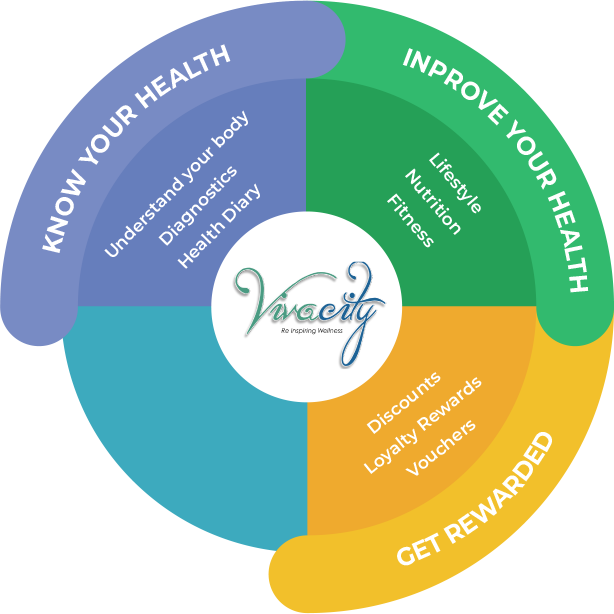 KNOW YOUR HEALTH
Understand your body
Diagnostics
Health Diary
INPROVE YOUR HEALTH
Lifestyle
Nutrition
Fitness
Vivacity
Re Inspiring Wellness
Discounts
Loyalty Rewards
Vouchers
GET REWARDED